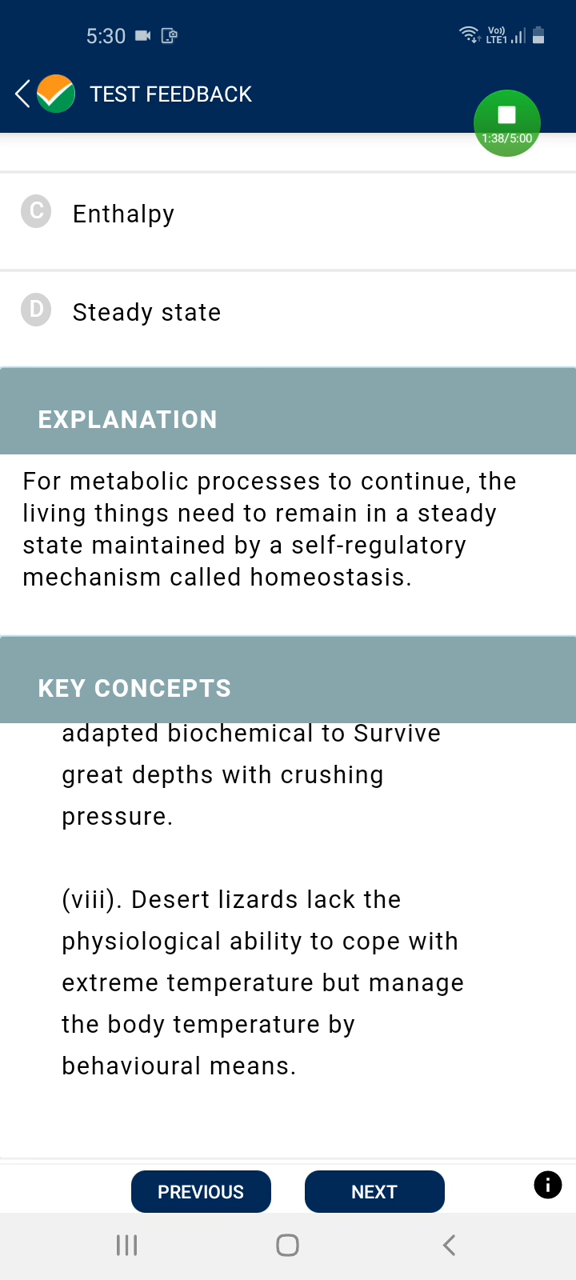 5:30
Vo))
LTE1
TEST FEEDBACK
1:38/5:00
C Enthalpy
D Steady state
EXPLANATION
For metabolic processes to continue, the
living things need to remain in a steady
state maintained by a self-regulatory
mechanism called homeostasis.
KEY CONCEPTS
adapted biochemical to Survive
great depths with crushing
pressure.
(viii). Desert lizards lack the
physiological ability to cope with
extreme temperature but manage
the body temperature by
behavioural means.
PREVIOUS NEXT